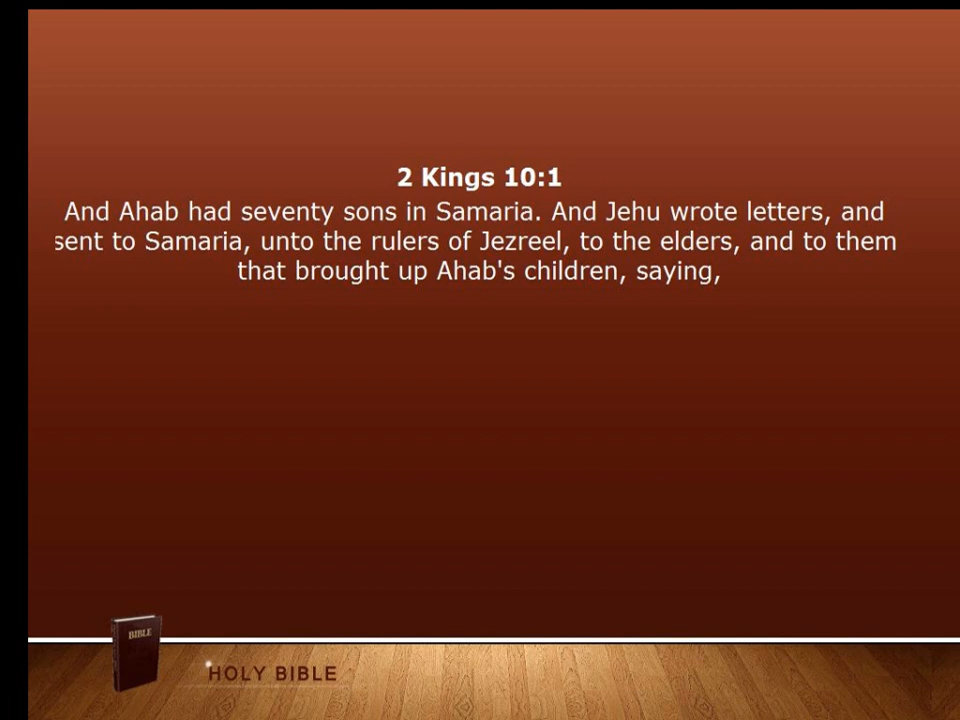 2 Kings 10:1
And Ahab had seventy sons in Samaria. And Jehu wrote letters, and
sent to Samaria, unto the rulers of Jezreel, to the elders, and to them
that brought up Ahab's children, saying,
BIBLE
HOLY BIBLE